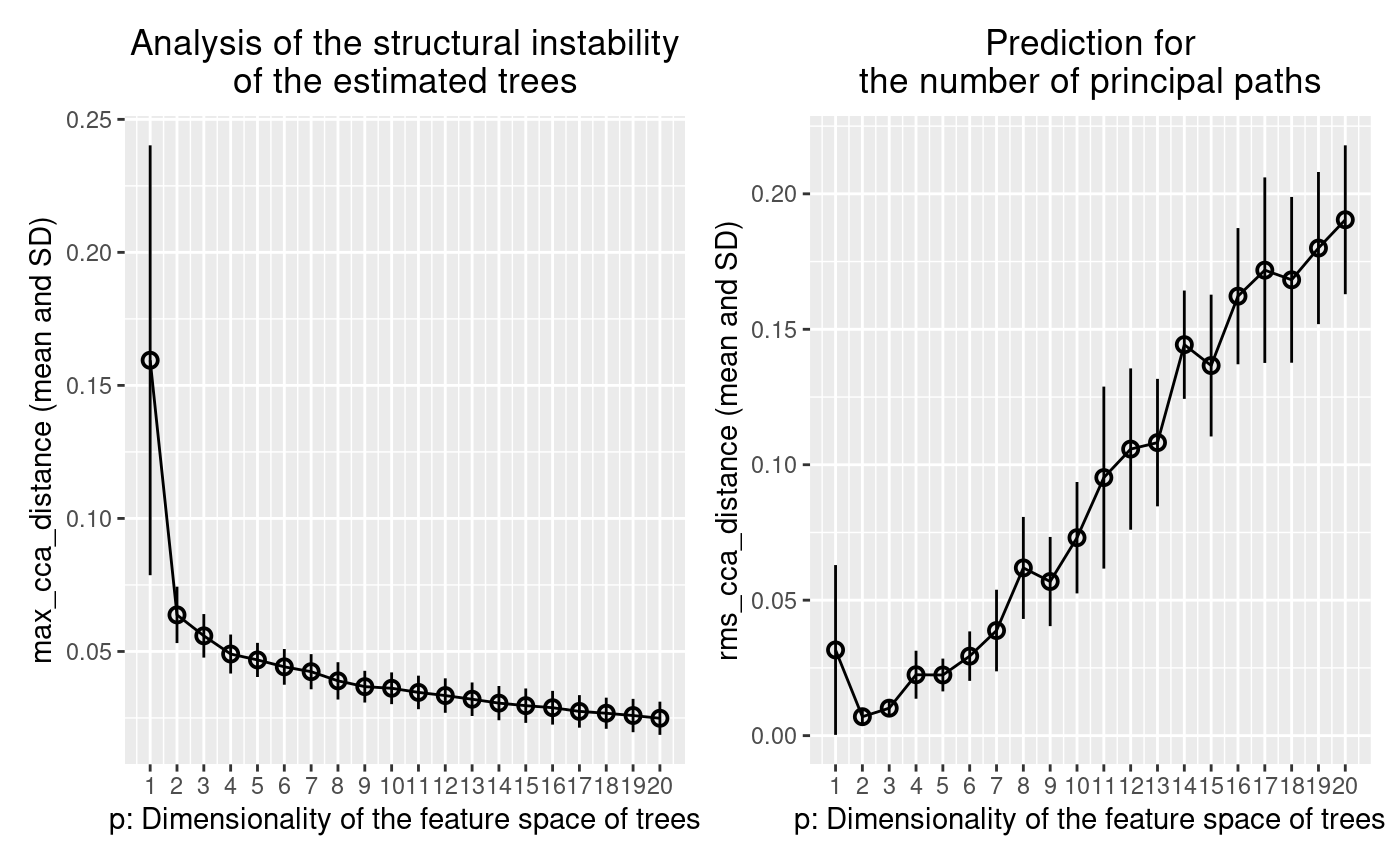 Analysis of the structural instability
of the estimated trees
max_cca_distance (mean and SD)
0.25
0.20
0.15
0.10
0.05
1 2 3 4 5 6 7 8 9 10 11 12 13 14 15 16 17 18 19 20
p: Dimensionality of the feature space of trees
Prediction for
the number of principal paths
rms_cca_distance (mean and SD)
0.20
0.15
0.10
0.05
0.00
1 2 3 4 5 6 7 8 9 10 11 12 13 14 15 16 17 18 19 20
p: Dimensionality of the feature space of trees